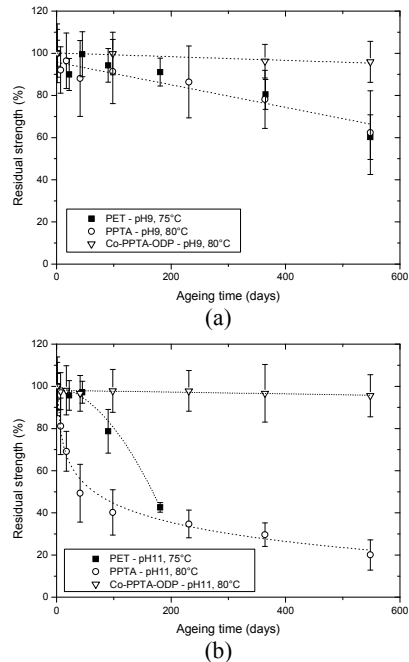 120
100
80
60
40
20
0
Residual strength (%)
PET - pH9, 75°C
PPTA - pH9, 80°C
Co-PPTA-ODP - pH9, 80°C
0 200 400 600
Ageing time (days)
(a)
120
100
80
60
40
20
0
Residual strength (%)
PET - pH11, 75°C
PPTA - pH11, 80°C
Co-PPTA-ODP - pH11, 80°C
0 200 400 600
Ageing time (days)
(b)